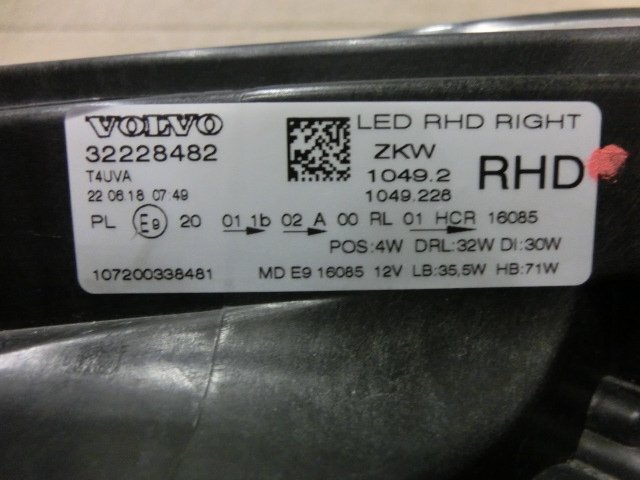 VOLVO
LED RHD RIGHT
32228482
ZKW
T4UVA
1049.2
RHD
22 06.18 07:49
1049.228
PL E9 20 01 1b 02 A 00 RL 01 HCR 16085
POS:4W DRL:32W DI:30W
107200338481 MD E9 16085 12V LB:35,5W HB:71W